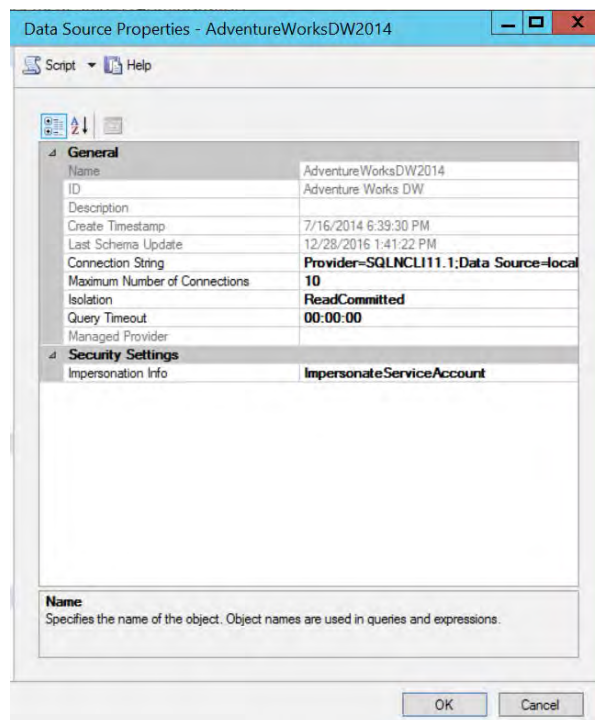 Data Source Properties - AdventureWorksDW2014
Script Help
General
Name AdventureWorksDW2014
ID Adventure Works DW
Description
Create Timestamp 7/16/2014 6:39:30 PM
Last Schema Update 12/28/2016 1:41:22 PM
Connection String Provider=SQLNCLI11.1;Data Source=local
Maximum Number of Connections 10
Isolation ReadCommitted
Query Timeout 00:00:00
Managed Provider
Security Settings
Impersonation Info ImpersonateServiceAccount
Name
Specifies the name of the object. Object names are used in queries and expressions.
OK Cancel